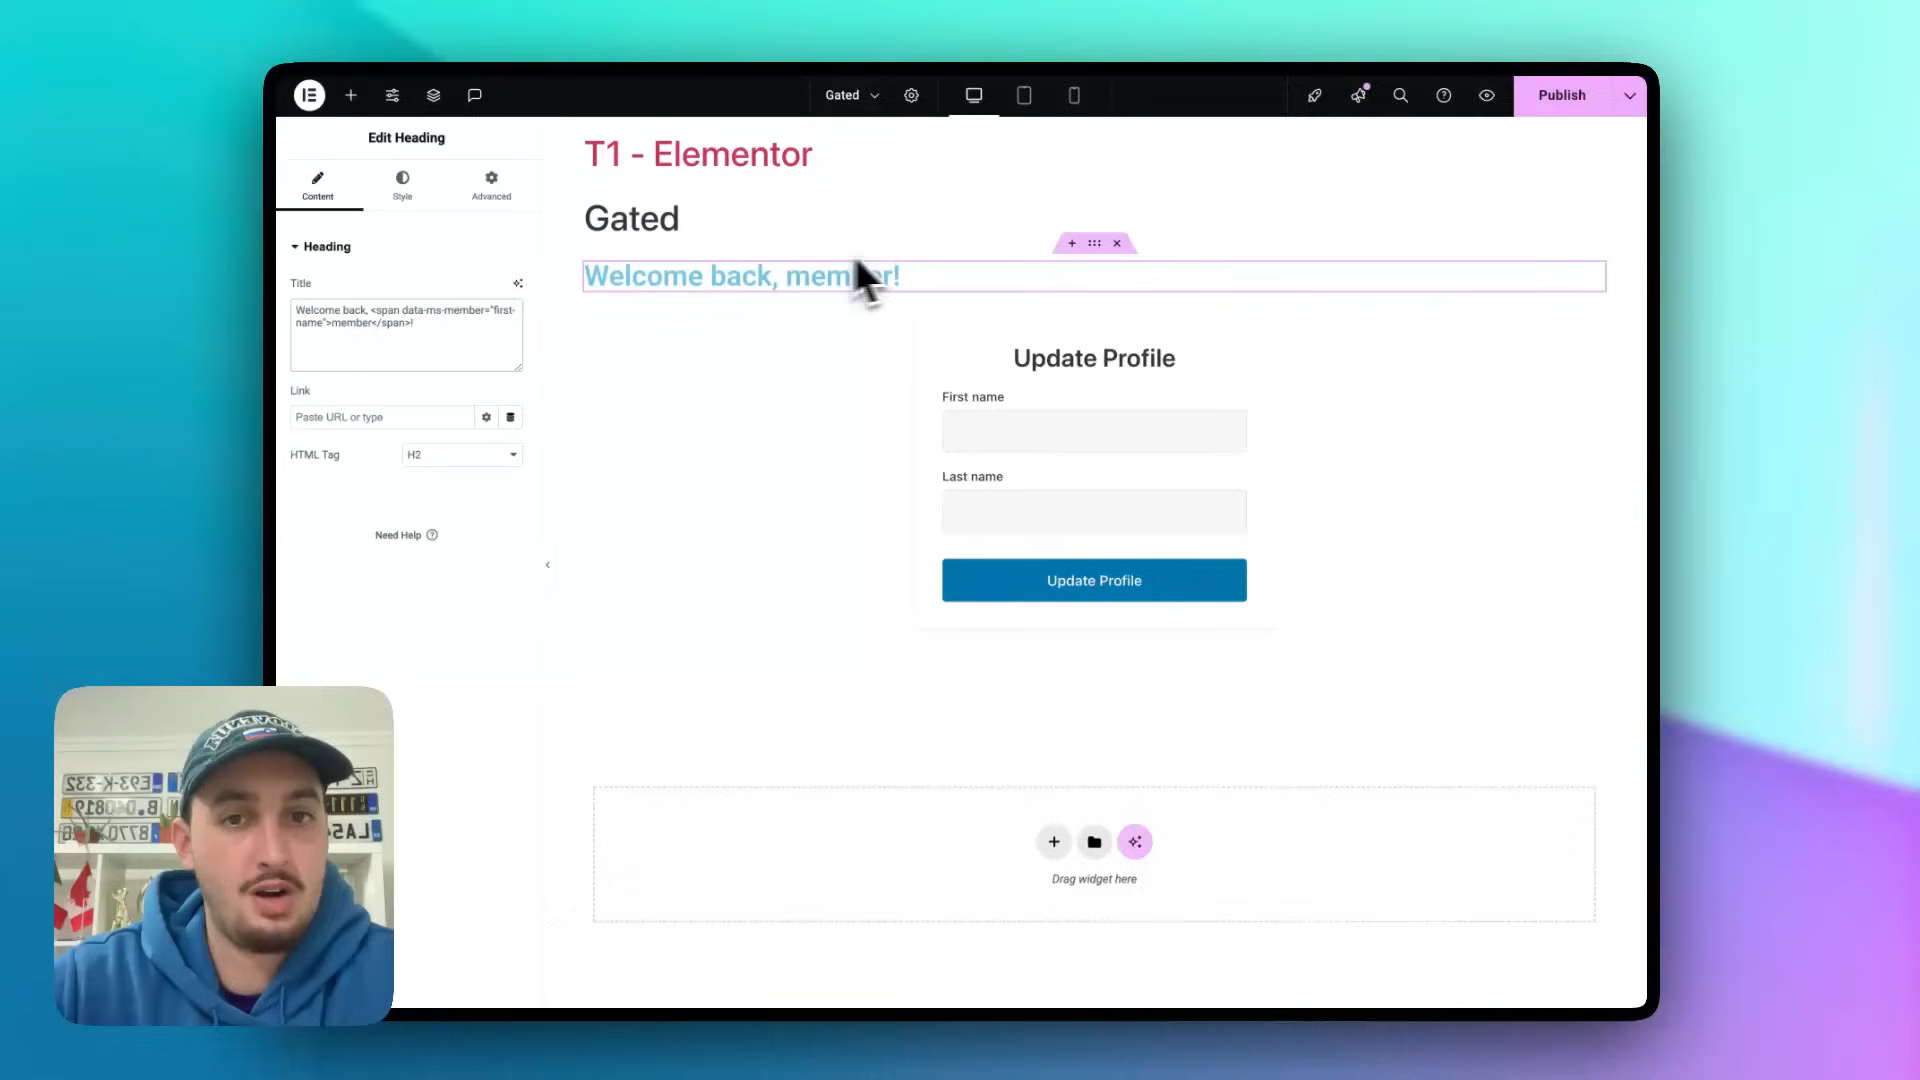 Gated
Publish
Edit Heading
Content
Style
Advanced
Heading
Title
Welcome back, <span data-ms-member="first-
name">member</span>!
Link
Paste URL or type
HTML Tag
H2
Need Help
T1 - Elementor
Gated
Welcome back, member!
Update Profile
First name
Last name
Update Profile
Drag widget here